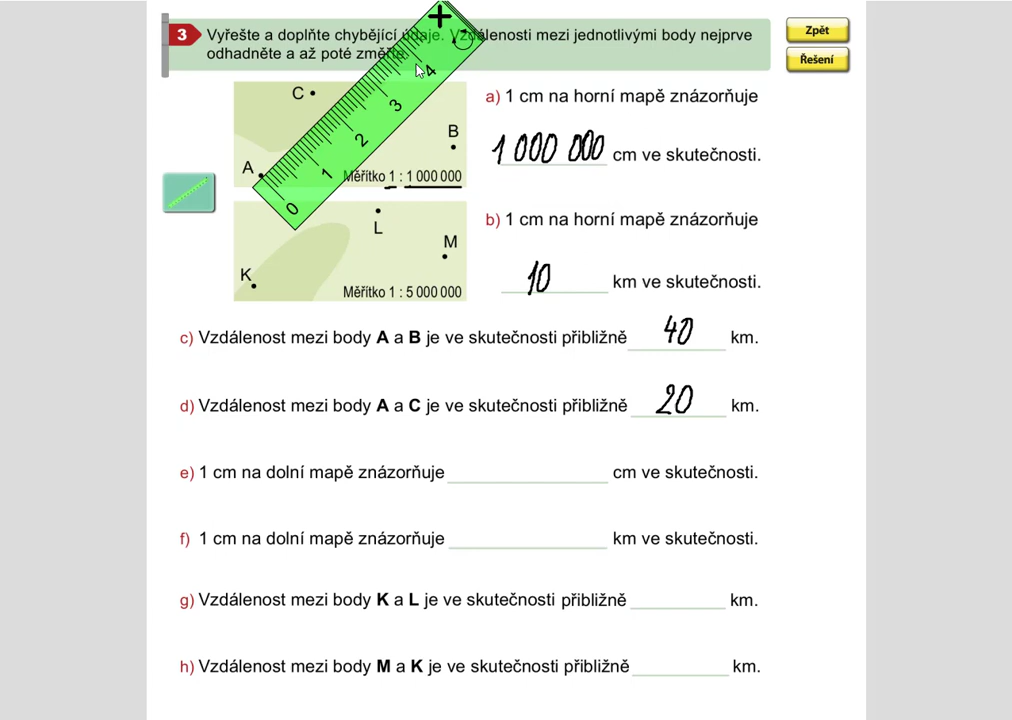 3 Vyřešte a doplňte chybějící údaje. Vzdálenosti mezi jednotlivými body nejprve
odhadněte a až poté změřte.
Zpět
Řešení
C
B
A
Měřítko 1 : 1 000 000
0 1 2 3 4
L
M
K
Měřítko 1 : 5 000 000
a) 1 cm na horní mapě znázorňuje
1 000 000 cm ve skutečnosti.
b) 1 cm na horní mapě znázorňuje
10 km ve skutečnosti.
c) Vzdálenost mezi body A a B je ve skutečnosti přibližně 40 km.
d) Vzdálenost mezi body A a C je ve skutečnosti přibližně 20 km.
e) 1 cm na dolní mapě znázorňuje cm ve skutečnosti.
f) 1 cm na dolní mapě znázorňuje km ve skutečnosti.
g) Vzdálenost mezi body K a L je ve skutečnosti přibližně km.
h) Vzdálenost mezi body M a K je ve skutečnosti přibližně km.